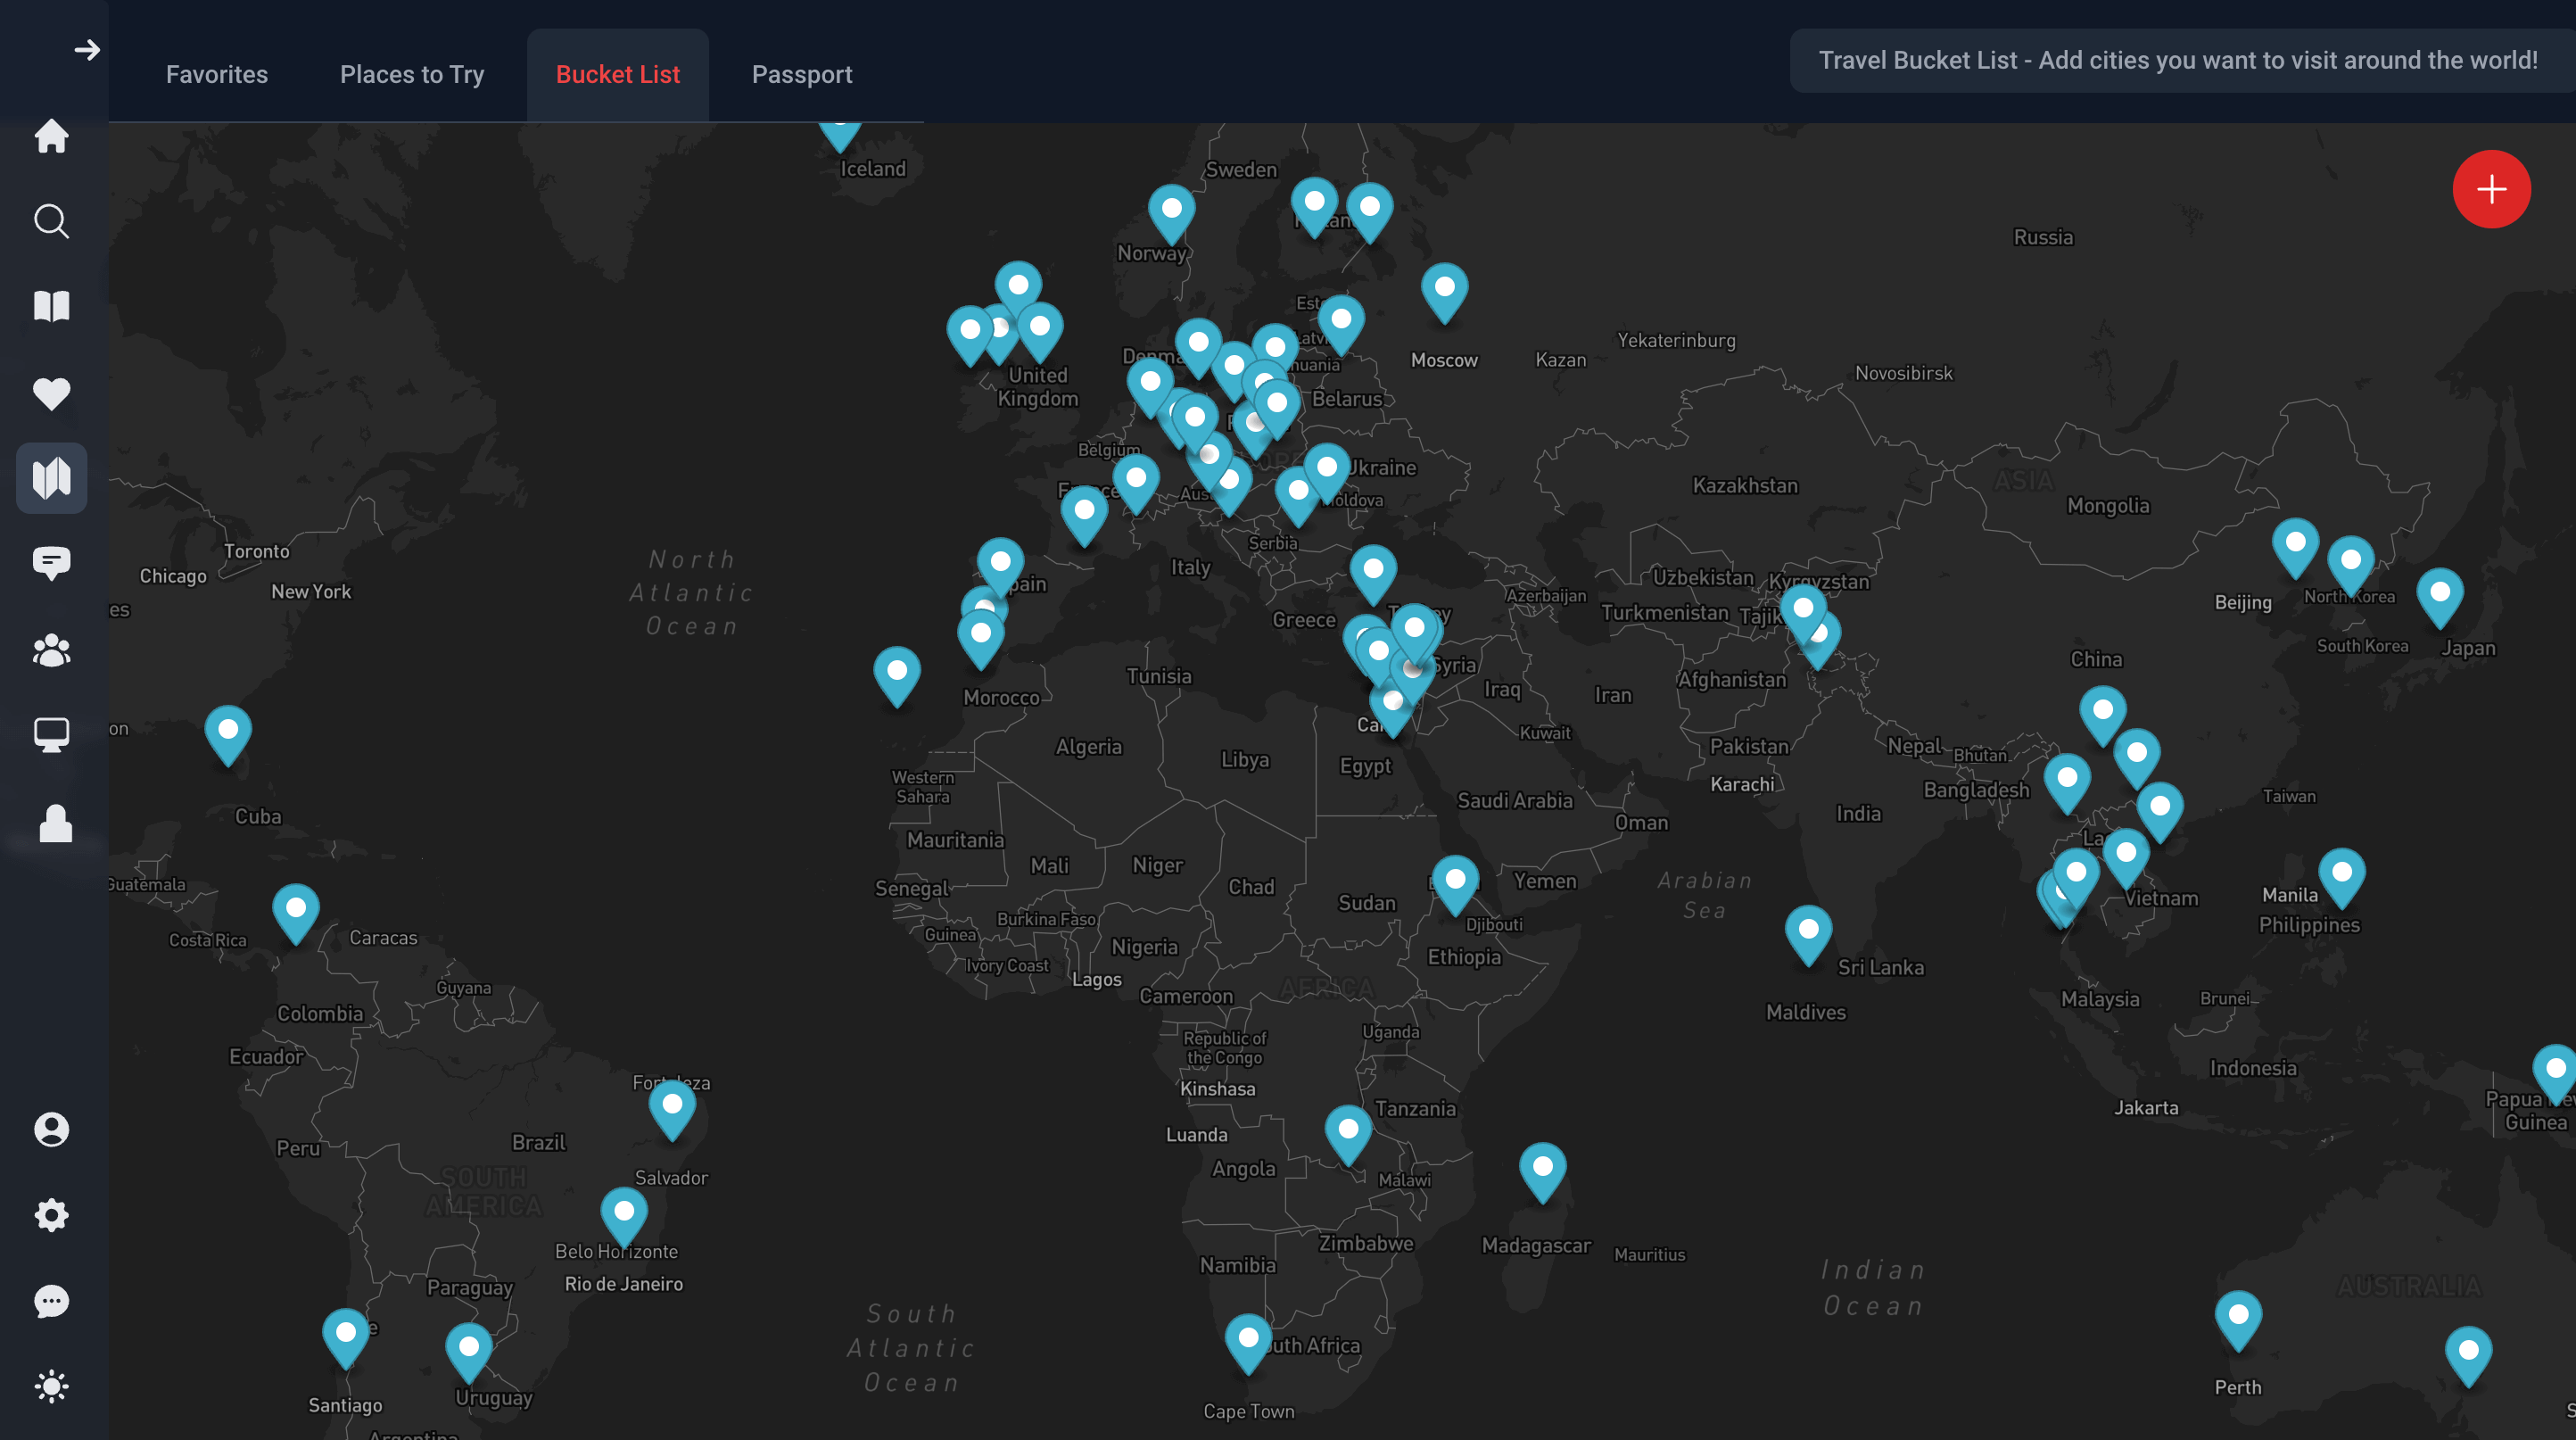 Favorites
Places to Try
Bucket List
Passport
Travel Bucket List - Add cities you want to visit around the world!
Iceland
Sweden
Norway
Russia
Moscow
Kazan
Yekaterinburg
Novosibirsk
United
Kingdom
Belarus
Belgium
Ukraine
Kazakhstan
ASIA
Mongolia
Toronto
Chicago
New York
North
Atlantic
Ocean
Serbia
Italy
Greece
Azerbaijan
Uzbekistan
Kyrgyzstan
Turkmenistan
Beijing
North Korea
South Korea
Japan
China
Syria
Iraq
Iran
Afghanistan
Tunisia
Morocco
Algeria
Libya
Egypt
Kuwait
Pakistan
Karachi
Nepal
Bhutan
Bangladesh
India
Taiwan
Western
Sahara
Saudi Arabia
Oman
Cuba
Mauritania
Mali
Niger
Chad
Sudan
Yemen
Arabian
Sea
Senegal
Guatemala
Costa Rica
Caracas
Guinea
Burkina Faso
Ivory Coast
Nigeria
Lagos
Djibouti
Ethiopia
Vietnam
Manila
Philippines
Sri Lanka
Maldives
Malaysia
Brunei
Guyana
Colombia
Ecuador
Cameroon
AFRICA
Uganda
Republic of
the Congo
Kinshasa
Indonesia
Jakarta
Guinea
Peru
Brazil
Luanda
Tanzania
Angola
Malawi
SOUTH
AMERICA
Salvador
Belo Horizonte
Rio de Janeiro
Paraguay
Namibia
Zimbabwe
Madagascar
Mauritius
Indian
Ocean
AUSTRALIA
South
Atlantic
Ocean
Santiago
Uruguay
Cape Town
Perth